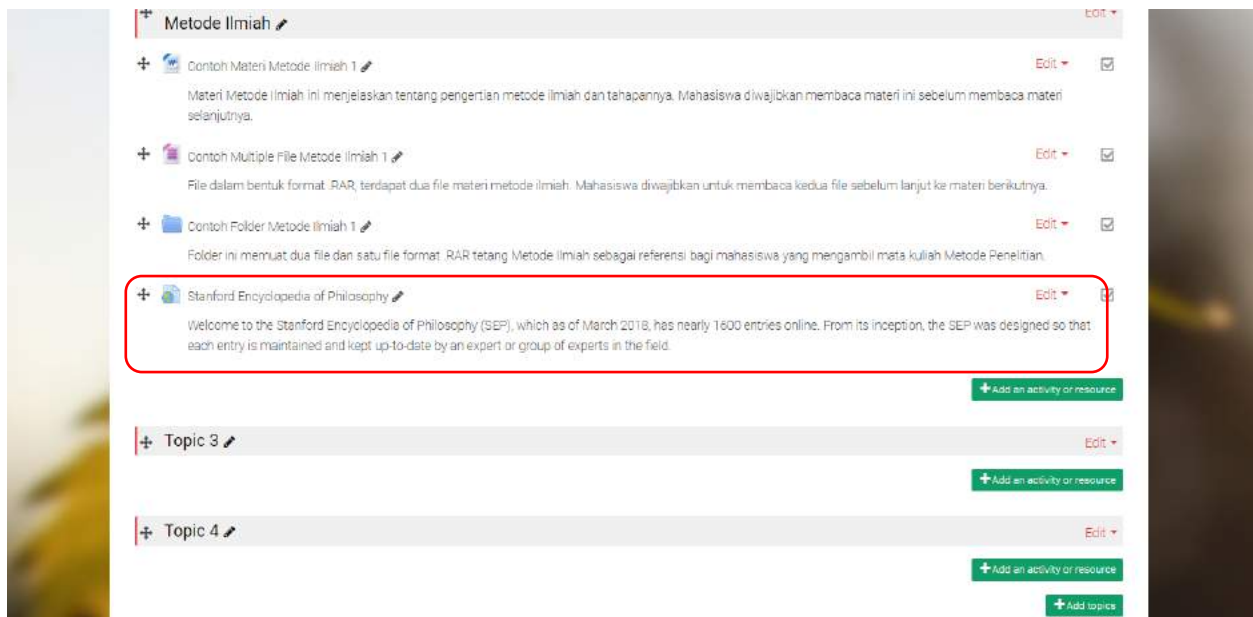 Metode Ilmiah
Edit
Contoh Materi Metode Ilmiah 1
Edit
Materi Metode Ilmiah ini menjelaskan tentang pengertian metode ilmiah dan tahapannya. Mahasiswa diwajibkan membaca materi ini sebelum membaca materi
selanjutnya.
Contoh Multiple File Metode Ilmiah 1
Edit
File dalam bentuk format .RAR, terdapat dua file materi metode ilmiah. Mahasiswa diwajibkan untuk membaca kedua file sebelum lanjut ke materi berikutnya.
Contoh Folder Metode Ilmiah 1
Edit
Folder ini memuat dua file dan satu file format .RAR tetang Metode Ilmiah sebagai referensi bagi mahasiswa yang mengambil mata kuliah Metode Penelitian.
Stanford Encyclopedia of Philosophy
Edit
Welcome to the Stanford Encyclopedia of Philosophy (SEP), which as of March 2018, has nearly 1600 entries online. From its inception, the SEP was designed so that
each entry is maintained and kept up-to-date by an expert or group of experts in the field.
+Add an activity or resource
Topic 3
Edit
+Add an activity or resource
Topic 4
Edit
+Add an activity or resource
+Add topics